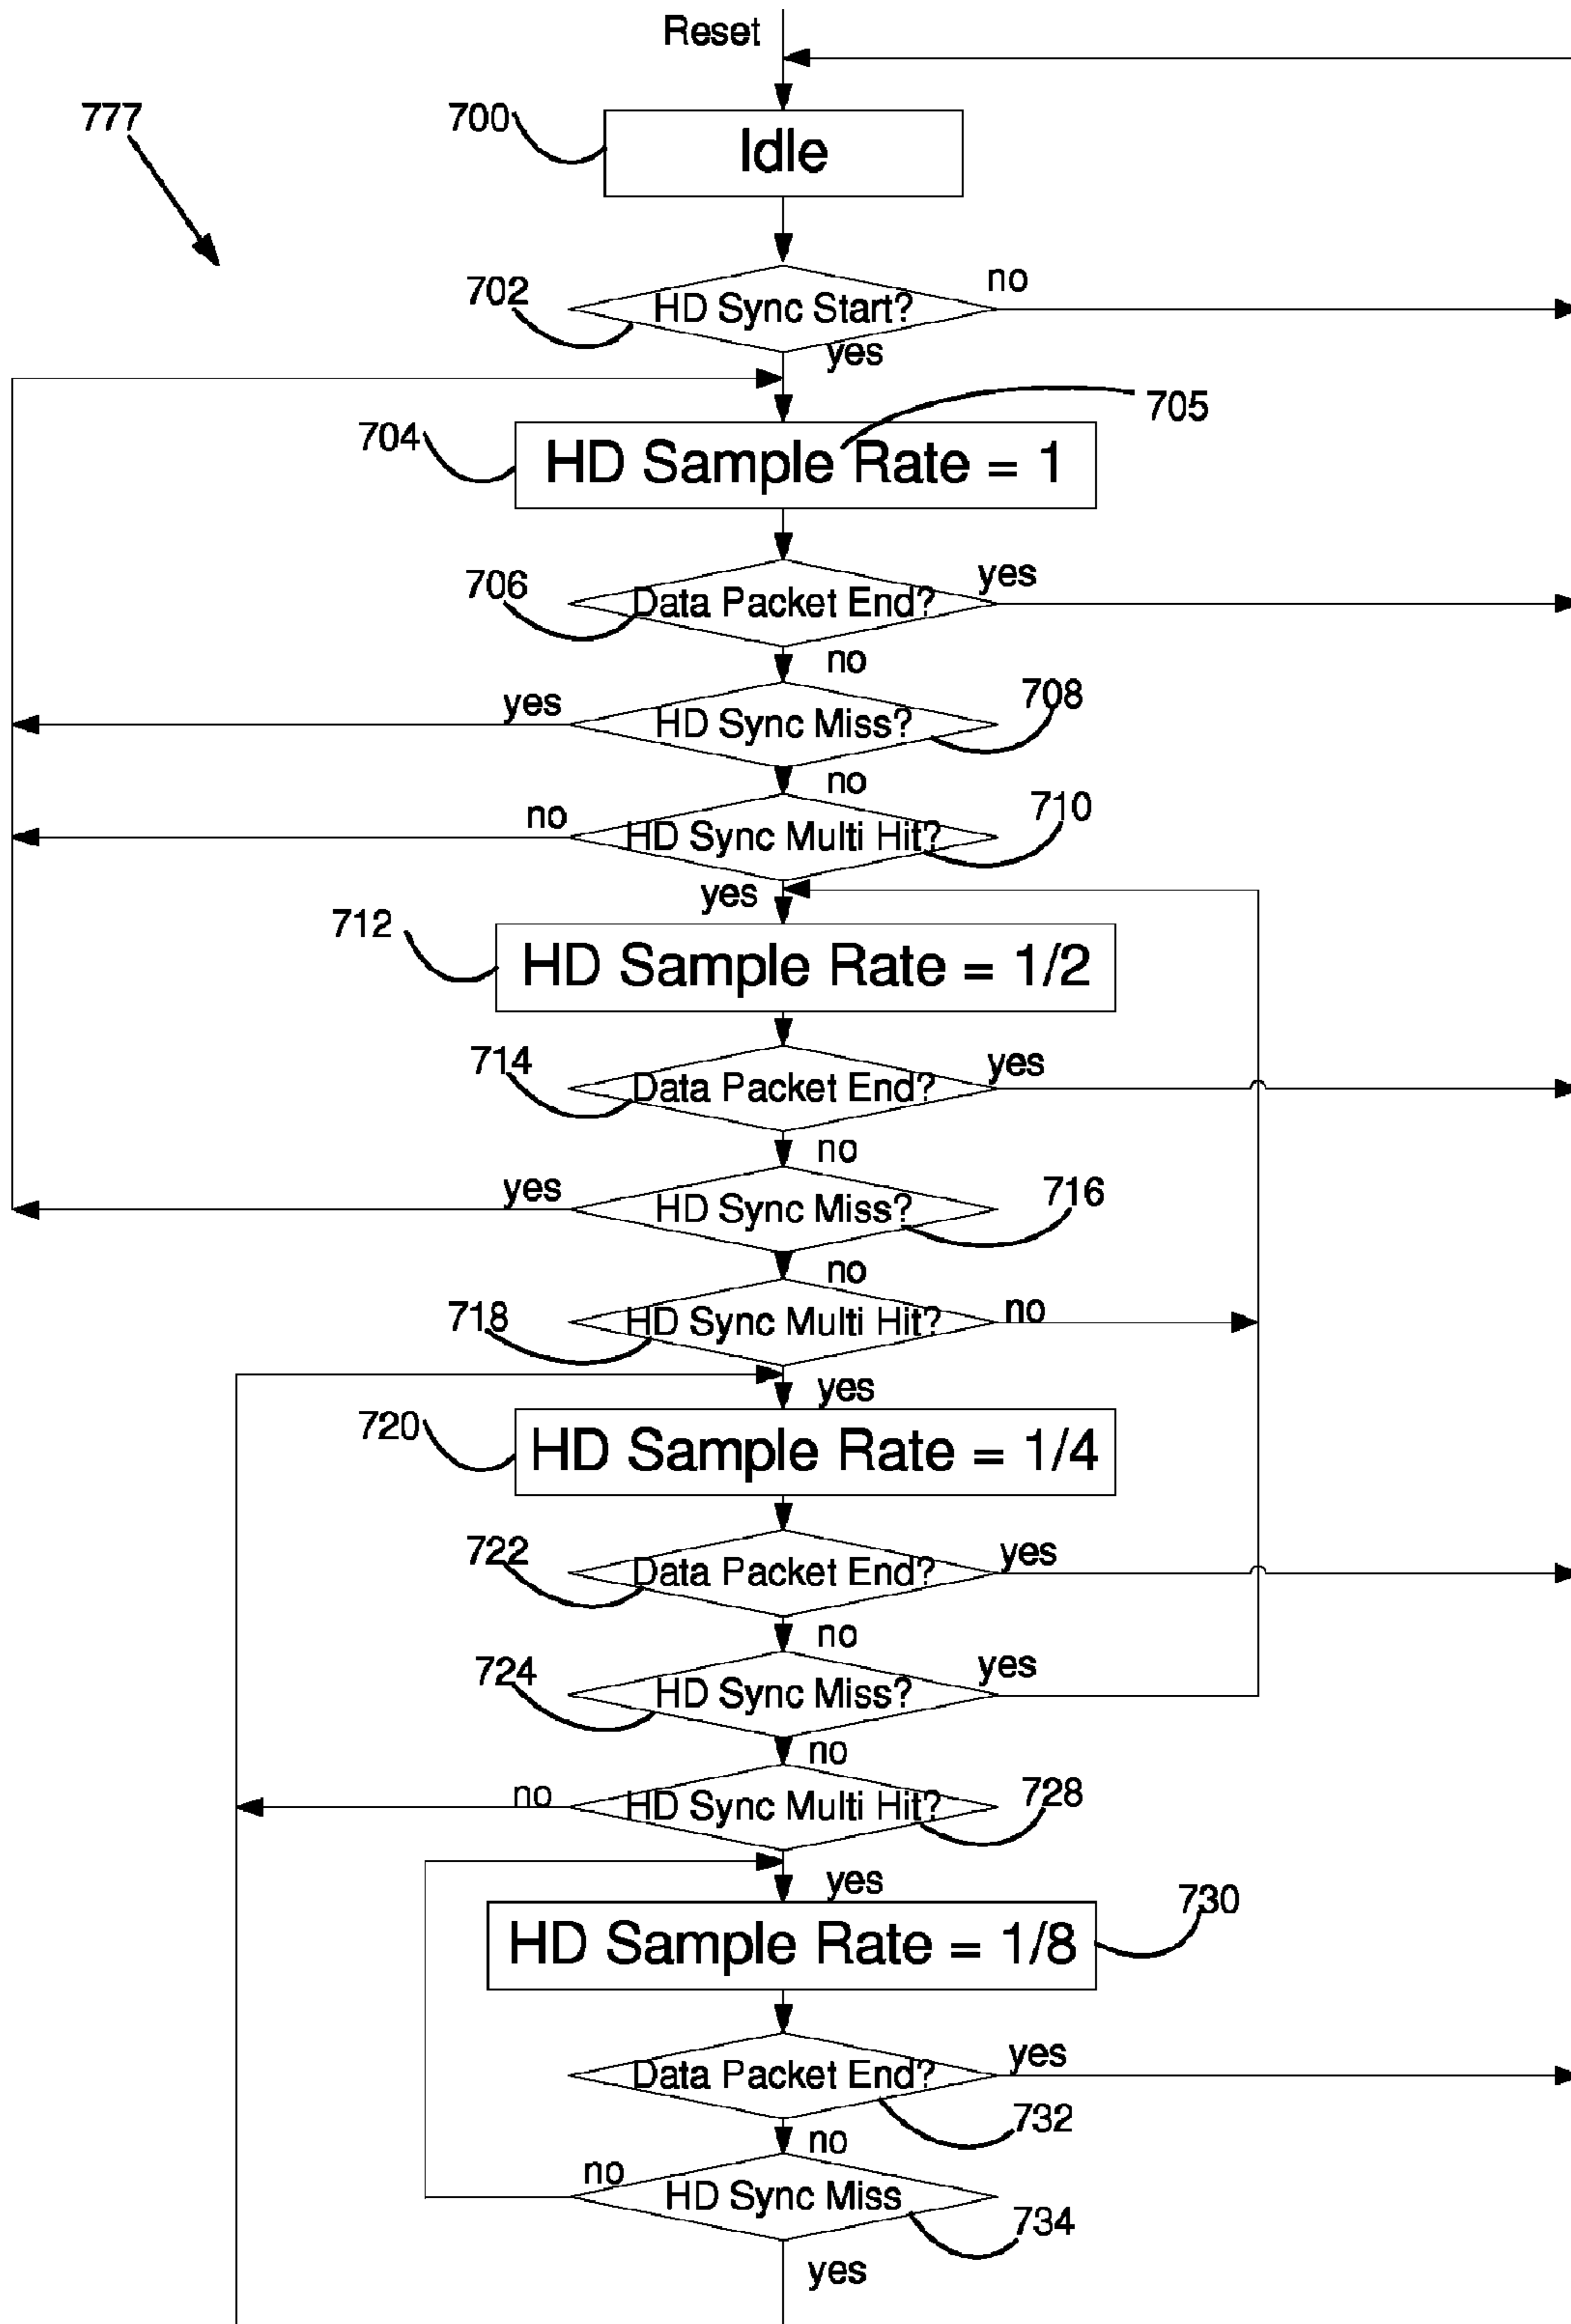 Reset
777
700
Idle
702
HD Sync Start?
no
yes
705
704
HD Sample Rate = 1
706
Data Packet End?
yes
no
708
yes
HD Sync Miss?
no
710
no
HD Sync Multi Hit?
yes
712
HD Sample Rate = 1/2
714
Data Packet End?
yes
no
716
yes
HD Sync Miss?
no
718
HD Sync Multi Hit?
no
yes
720
HD Sample Rate = 1/4
722
Data Packet End?
yes
no
724
HD Sync Miss?
yes
no
728
no
HD Sync Multi Hit?
yes
730
HD Sample Rate = 1/8
Data Packet End?
yes
732
no
no
HD Sync Miss
734
yes